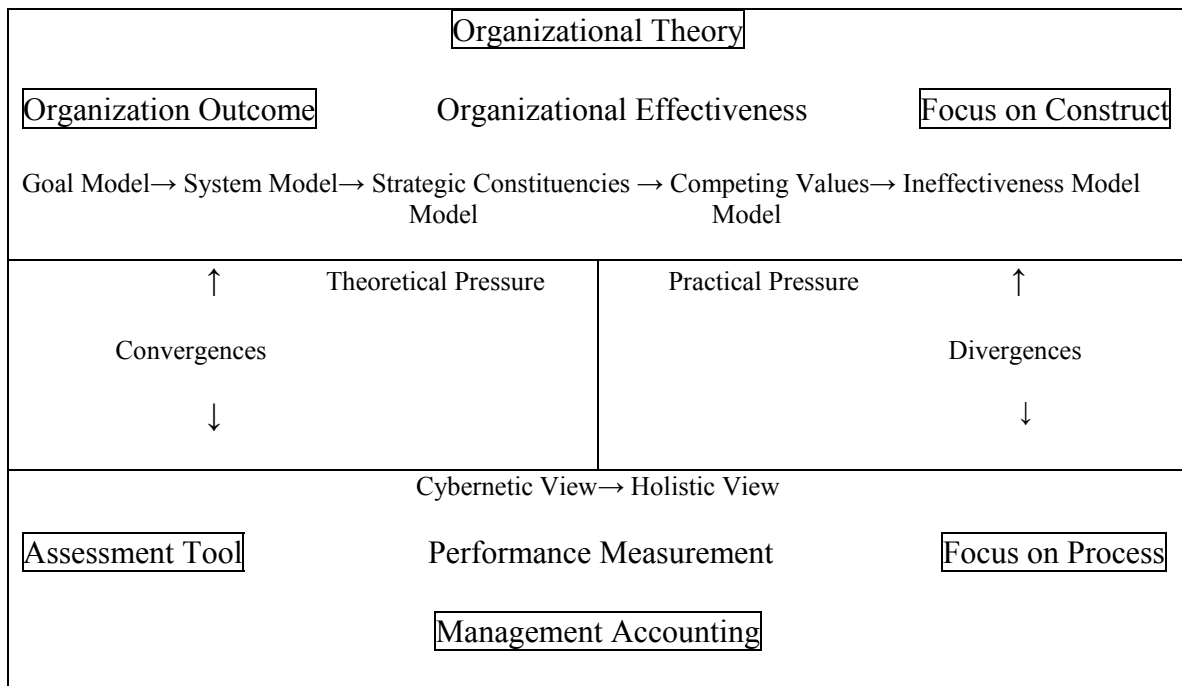 Organizational Theory
Organization Outcome Organizational Effectiveness Focus on Construct
Goal Model→ System Model→ Strategic Constituencies → Competing Values→ Ineffectiveness Model
Model Model
↑ Theoretical Pressure Practical Pressure ↑
Convergences Divergences
↓ ↓
Cybernetic View→ Holistic View
Assessment Tool Performance Measurement Focus on Process
Management Accounting